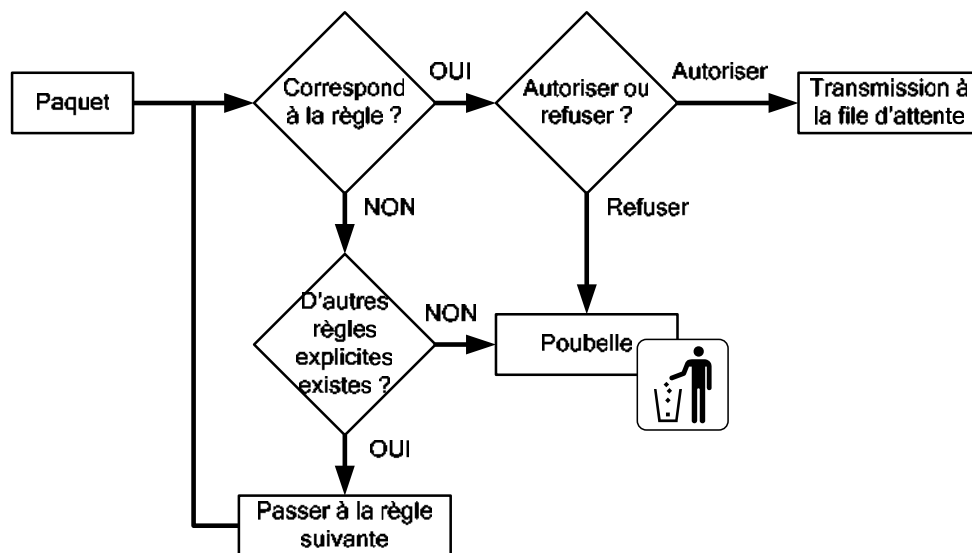 Paquet
Correspond
à la règle ?
OUI
Autoriser ou
refuser ?
Autoriser
Transmission à
la file d'attente
NON
Refuser
D'autres
règles
explicites
existes ?
NON
Poubelle
OUI
Passer à la règle
suivante